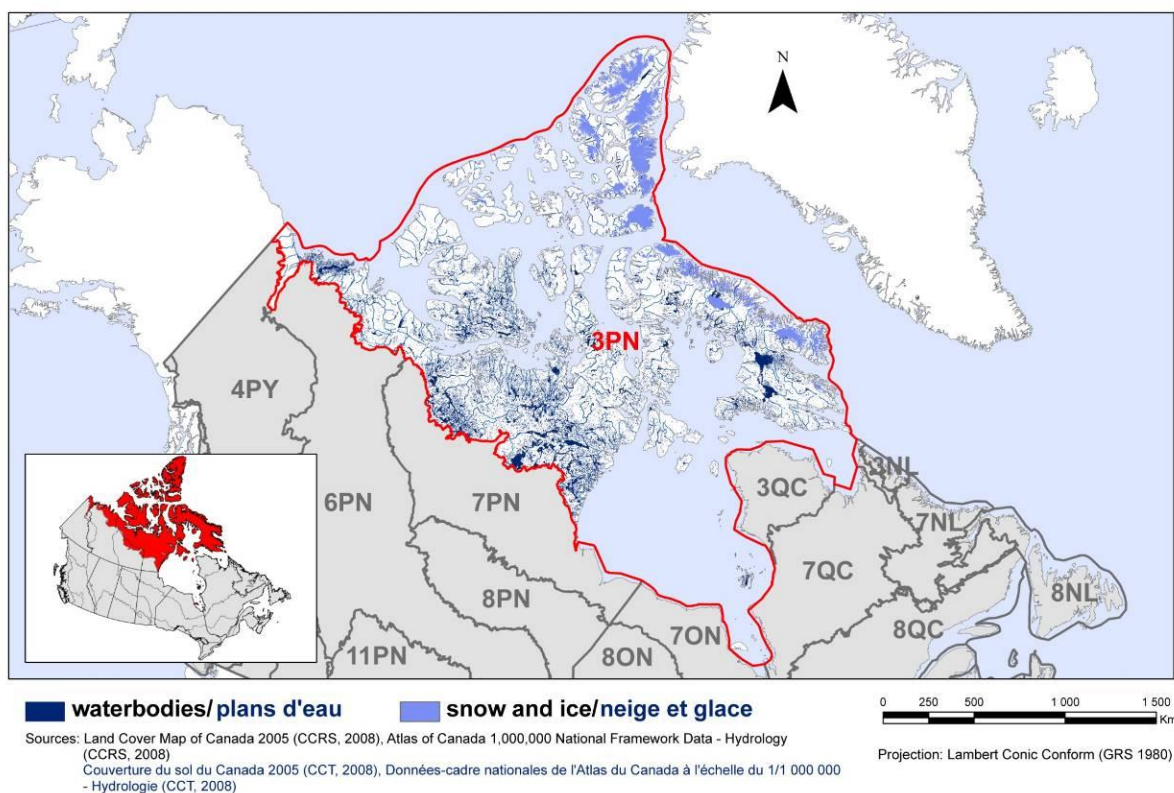 N
3PN
4PY
3QC
3NL
6PN
7PN
7NL
7QC
8NL
8PN
7ON
8QC
11PN
8ON
waterbodies/ plans d'eau
snow and ice/neige et glace
0 250 500 1 000 1 500
Km
Sources: Land Cover Map of Canada 2005 (CCRS, 2008), Atlas of Canada 1,000,000 National Framework Data - Hydrology
(CCRS, 2008)
Couverture du sol du Canada 2005 (CCT, 2008), Données-cadre nationales de l'Atlas du Canada à l'échelle du 1/1 000 000
- Hydrologie (CCT, 2008)
Projection: Lambert Conic Conform (GRS 1980)